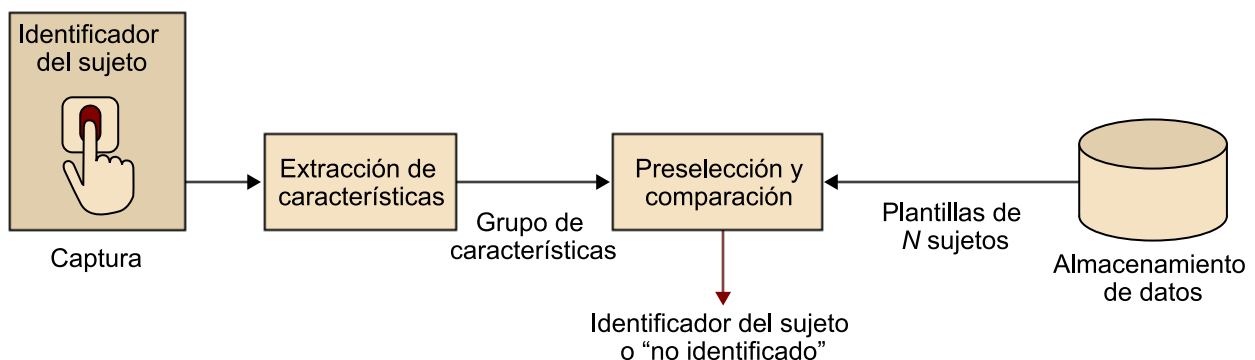 Identificador
del sujeto
Captura
Extracción de
características
Grupo de
características
Preselección y
comparación
Identificador del sujeto
o “no identificado”
Plantillas de
N sujetos
Almacenamiento
de datos